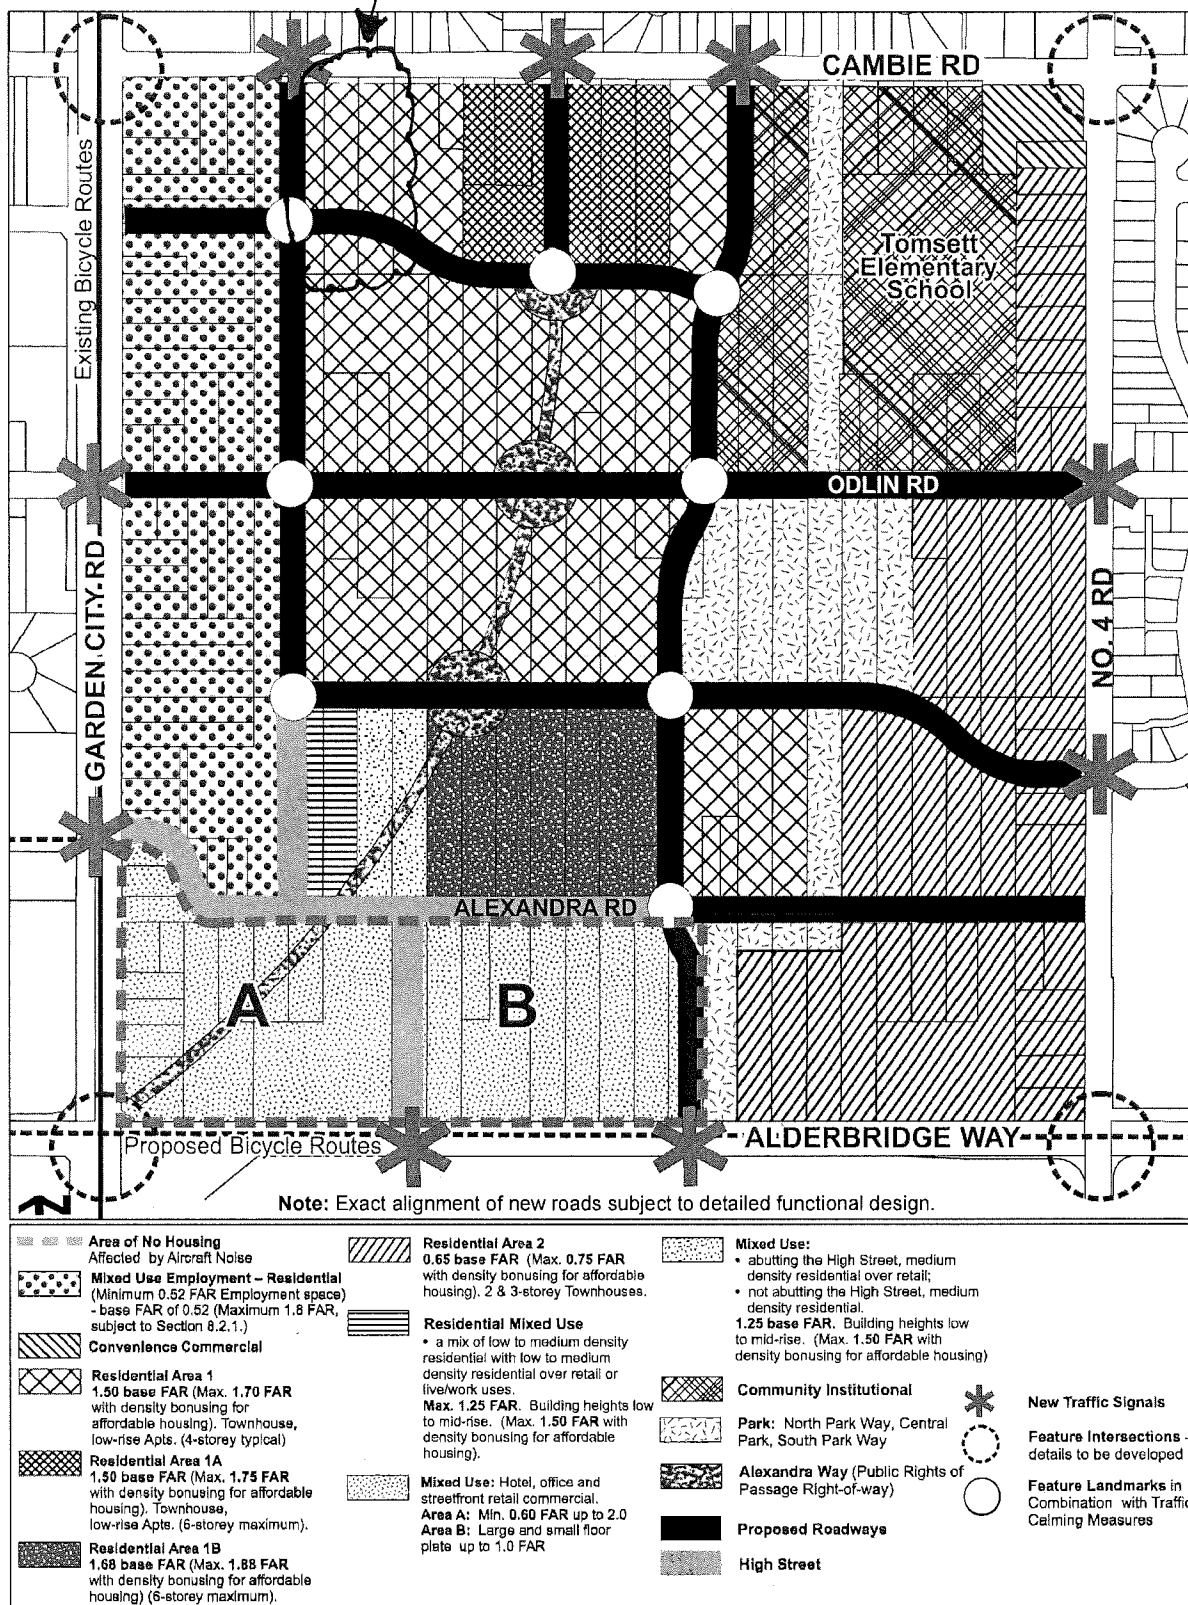 CAMBIE RD
Existing Bicycle Routes
Tomsett
Elementary
School
ODLIN RD
GARDEN CITY RD
NO. 4 RD
ALEXANDRA RD
A
B
Proposed Bicycle Routes
ALDERBRIDGE WAY
N
Note: Exact alignment of new roads subject to detailed functional design.
Area of No Housing
Affected by Aircraft Noise
Mixed Use Employment – Residential
(Minimum 0.52 FAR Employment space)
- base FAR of 0.52 (Maximum 1.8 FAR,
subject to Section 8.2.1.)
Convenience Commercial
Residential Area 1
1.50 base FAR (Max. 1.70 FAR
with density bonusing for
affordable housing). Townhouse,
low-rise Apts. (4-storey typical)
Residential Area 1A
1.50 base FAR (Max. 1.75 FAR
with density bonusing for affordable
housing). Townhouse,
low-rise Apts. (6-storey maximum).
Residential Area 1B
1.68 base FAR (Max. 1.88 FAR
with density bonusing for affordable
housing) (6-storey maximum).
Residential Area 2
0.65 base FAR (Max. 0.75 FAR
with density bonusing for affordable
housing). 2 & 3-storey Townhouses.
Residential Mixed Use
• a mix of low to medium density
residential with low to medium
density residential over retail or
live/work uses.
Max. 1.25 FAR. Building heights low
to mid-rise. (Max. 1.50 FAR with
density bonusing for affordable
housing).
Mixed Use: Hotel, office and
streetfront retail commercial.
Area A: Min. 0.60 FAR up to 2.0
Area B: Large and small floor
plate up to 1.0 FAR
Mixed Use:
• abutting the High Street, medium
density residential over retail;
• not abutting the High Street, medium
density residential.
1.25 base FAR. Building heights low
to mid-rise. (Max. 1.50 FAR with
density bonusing for affordable housing)
Community Institutional
Park: North Park Way, Central
Park, South Park Way
Alexandra Way (Public Rights of
Passage Right-of-way)
Proposed Roadways
High Street
New Traffic Signals
Feature Intersections -
details to be developed
Feature Landmarks in
Combination with Traffic
Calming Measures